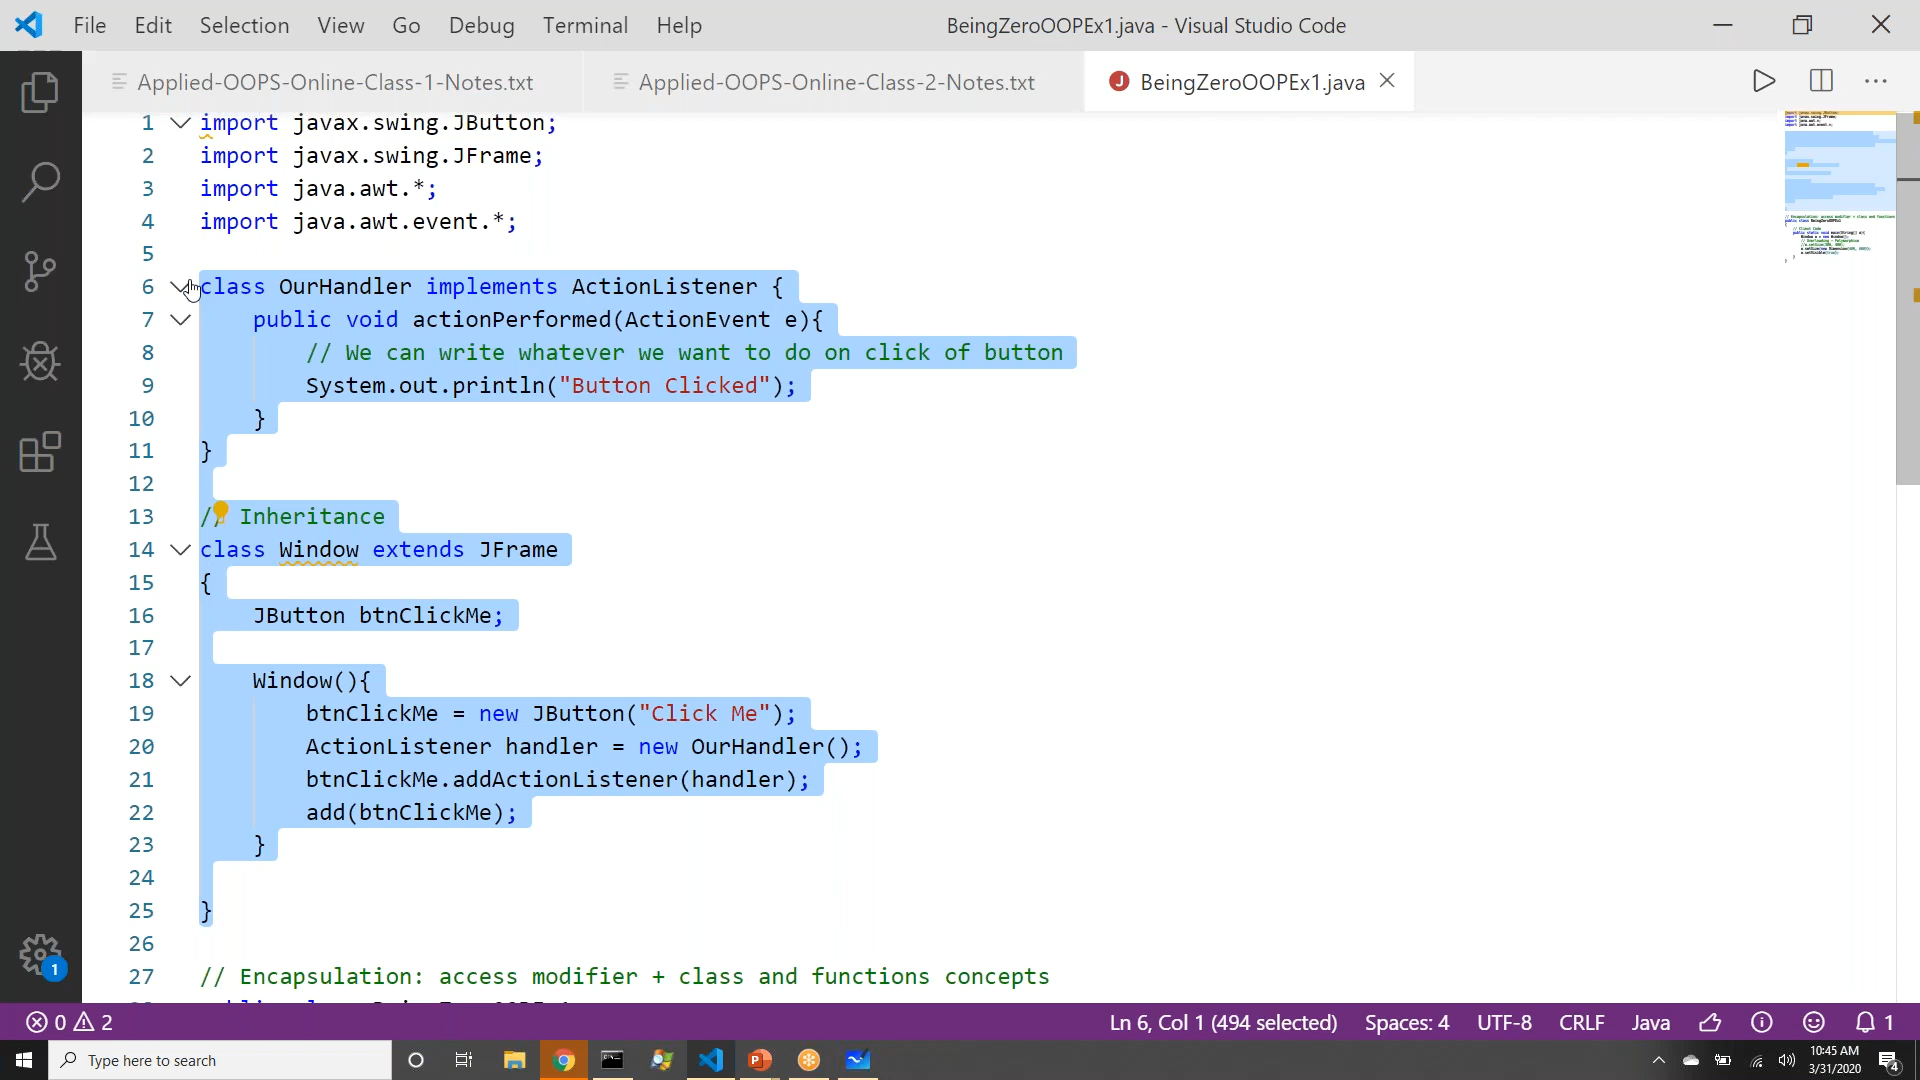 File Edit Selection View Go Debug Terminal Help BeingZeroOOPEx1.java - Visual Studio Code
Applied-OOPS-Online-Class-1-Notes.txt Applied-OOPS-Online-Class-2-Notes.txt J BeingZeroOOPEx1.java
1 import javax.swing.JButton;
2 import javax.swing.JFrame;
3 import java.awt.*;
4 import java.awt.event.*;
5
6 class OurHandler implements ActionListener {
7 public void actionPerformed(ActionEvent e){
8 // We can write whatever we want to do on click of button
9 System.out.println("Button Clicked");
10 }
11 }
12
13 // Inheritance
14 class Window extends JFrame
15 {
16 JButton btnClickMe;
17
18 Window(){
19 btnClickMe = new JButton("Click Me");
20 ActionListener handler = new OurHandler();
21 btnClickMe.addActionListener(handler);
22 add(btnClickMe);
23 }
24
25 }
26
27 // Encapsulation: access modifier + class and functions concepts
1
0 2 Ln 6, Col 1 (494 selected) Spaces: 4 UTF-8 CRLF Java 1
Type here to search 10:45 AM
3/31/2020 4